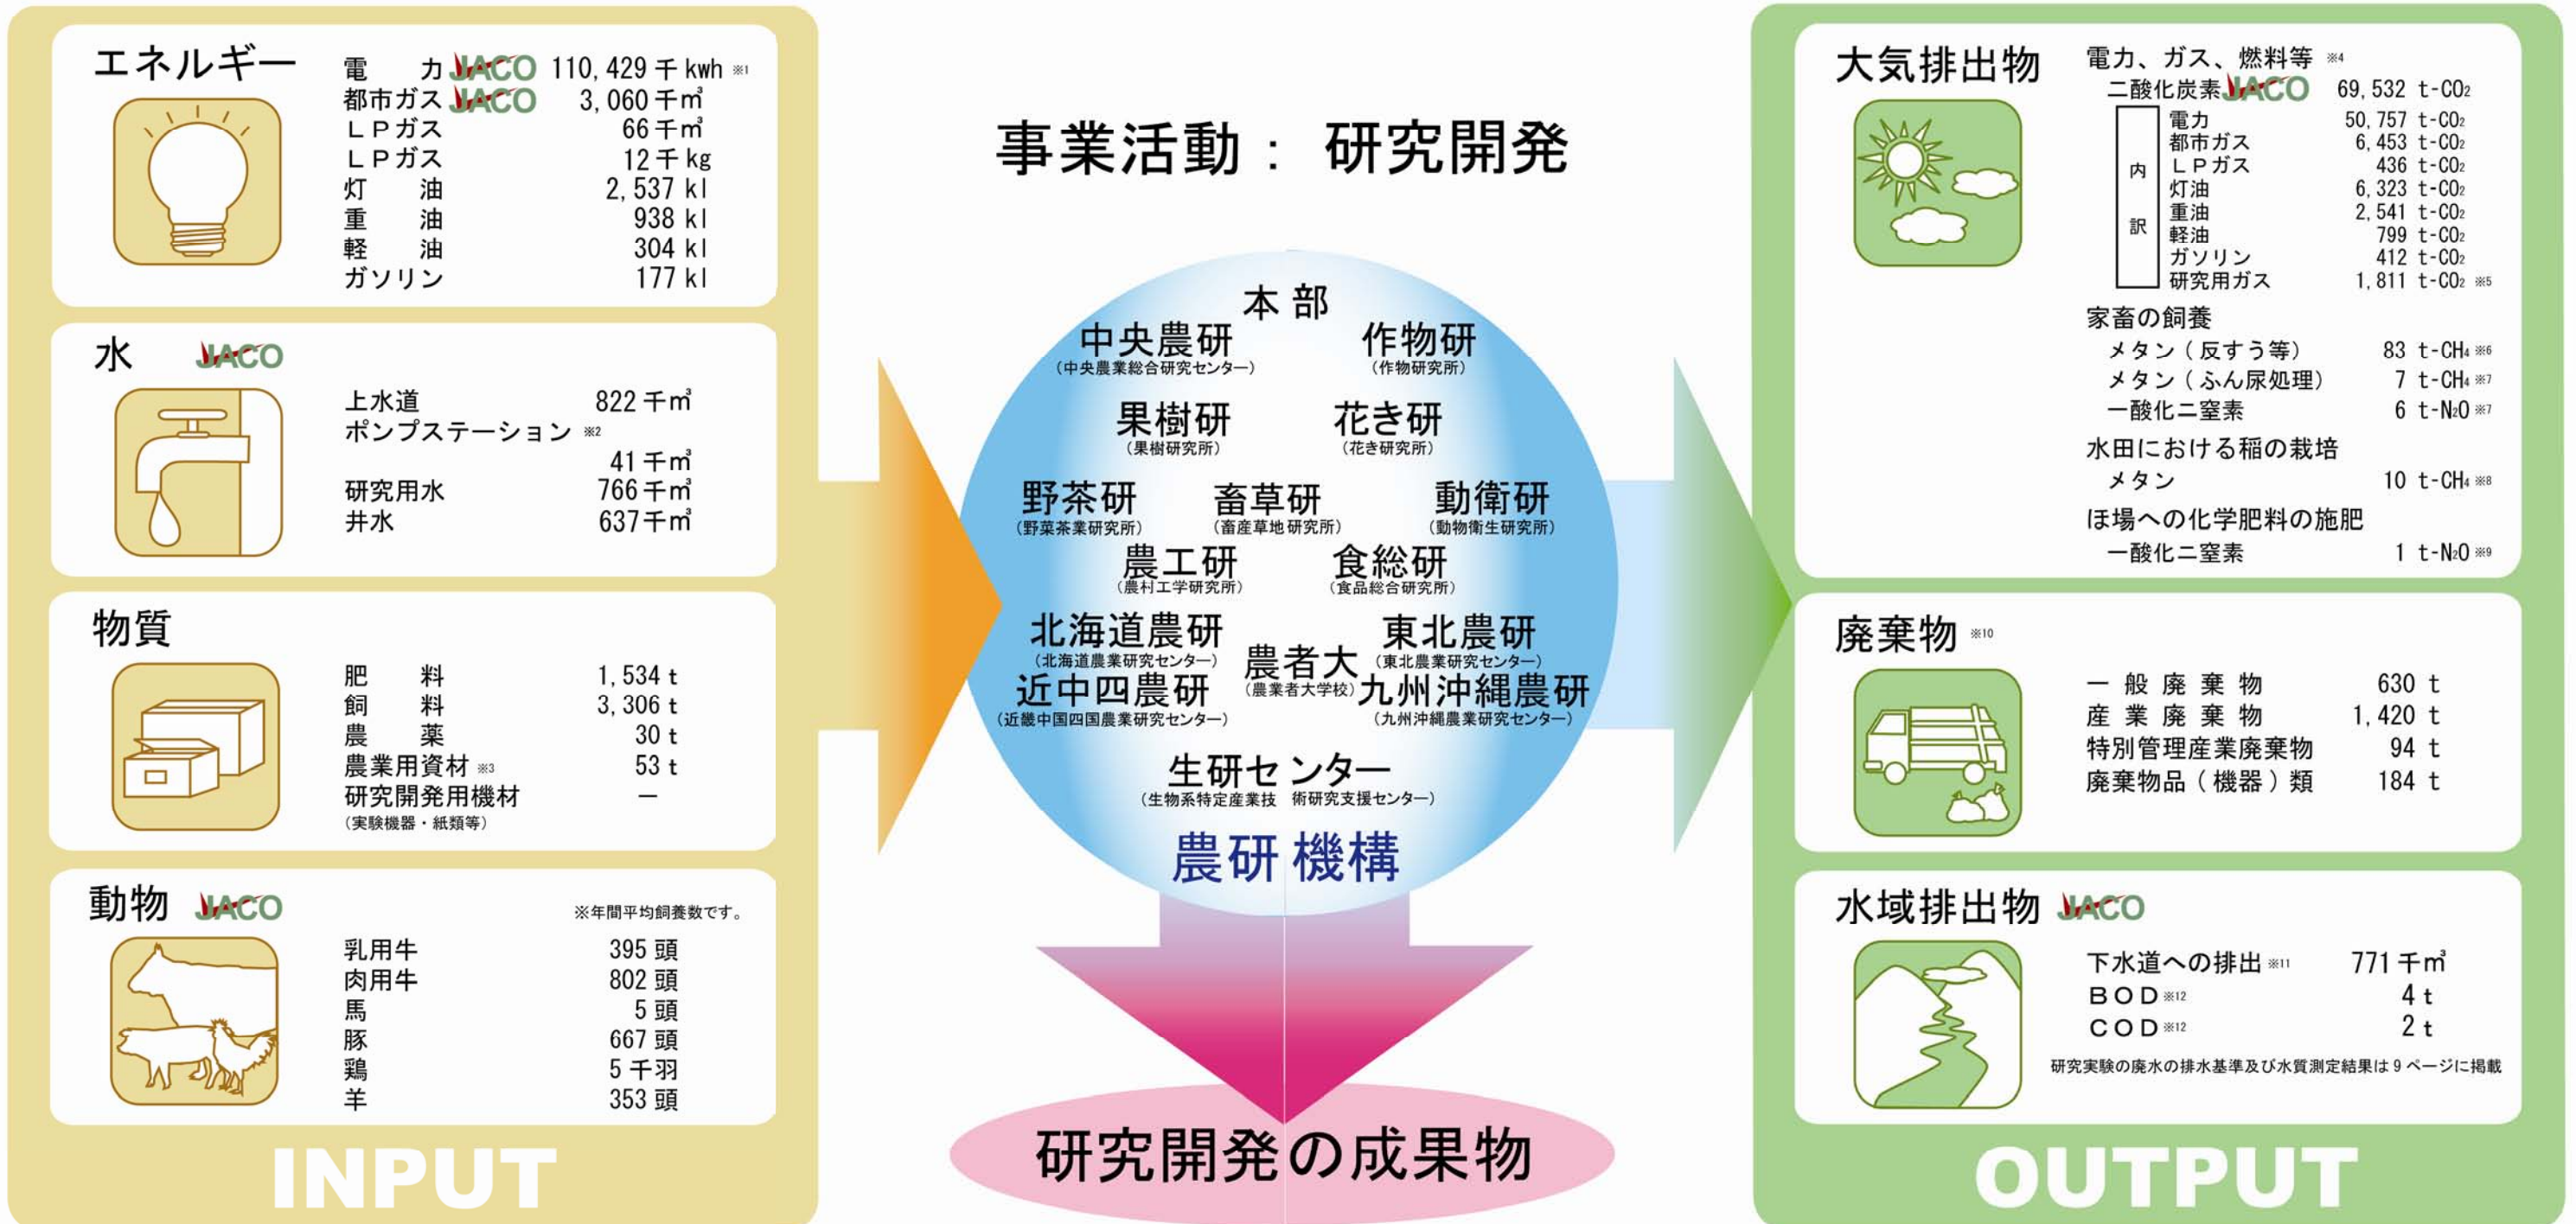 エネルギー
電　力 JACO 110,429 千 kwh ※1
都市ガス JACO 3,060 千㎥
ＬＰガス 66 千㎥
ＬＰガス 12 千 kg
灯　油 2,537 kl
重　油 938 kl
軽　油 304 kl
ガソリン 177 kl
水 JACO
上水道 822 千㎥
ポンプステーション ※2
41 千㎥
研究用水 766 千㎥
井水 637 千㎥
物質
肥　料 1,534 t
飼　料 3,306 t
農　薬 30 t
農業用資材 ※3 53 t
研究開発用機材 －
（実験機器・紙類等）
動物 JACO ※年間平均飼養数です。
乳用牛 395 頭
肉用牛 802 頭
馬 5 頭
豚 667 頭
鶏 5 千羽
羊 353 頭
INPUT
事業活動： 研究開発
本部
中央農研 作物研
（中央農業総合研究センター） （作物研究所）
果樹研 花き研
（果樹研究所） （花き研究所）
野茶研 畜草研 動衛研
（野菜茶業研究所） （畜産草地研究所） （動物衛生研究所）
農工研 食総研
（農村工学研究所） （食品総合研究所）
北海道農研 東北農研
（北海道農業研究センター） 農者大 （東北農業研究センター）
近中四農研 （農業者大学校） 九州沖縄農研
（近畿中国四国農業研究センター） （九州沖縄農業研究センター）
生研センター
（生物系特定産業技 術研究支援センター）
農研機構
研究開発の成果物
大気排出物
電力、ガス、燃料等 ※4
二酸化炭素 JACO 69,532 t-CO₂
内訳
電力 50,757 t-CO₂
都市ガス 6,453 t-CO₂
ＬＰガス 436 t-CO₂
灯油 6,323 t-CO₂
重油 2,541 t-CO₂
軽油 799 t-CO₂
ガソリン 412 t-CO₂
研究用ガス 1,811 t-CO₂ ※5
家畜の飼養
メタン（反すう等） 83 t-CH₄ ※6
メタン（ふん尿処理） 7 t-CH₄ ※7
一酸化二窒素 6 t-N₂O ※7
水田における稲の栽培
メタン 10 t-CH₄ ※8
ほ場への化学肥料の施肥
一酸化二窒素 1 t-N₂O ※9
廃棄物 ※10
一般廃棄物 630 t
産業廃棄物 1,420 t
特別管理産業廃棄物 94 t
廃棄物品（機器）類 184 t
水域排出物 JACO
下水道への排出 ※11 771 千㎥
ＢＯＤ ※12 4 t
ＣＯＤ ※12 2 t
研究実験の廃水の排水基準及び水質測定結果は 9 ページに掲載
OUTPUT